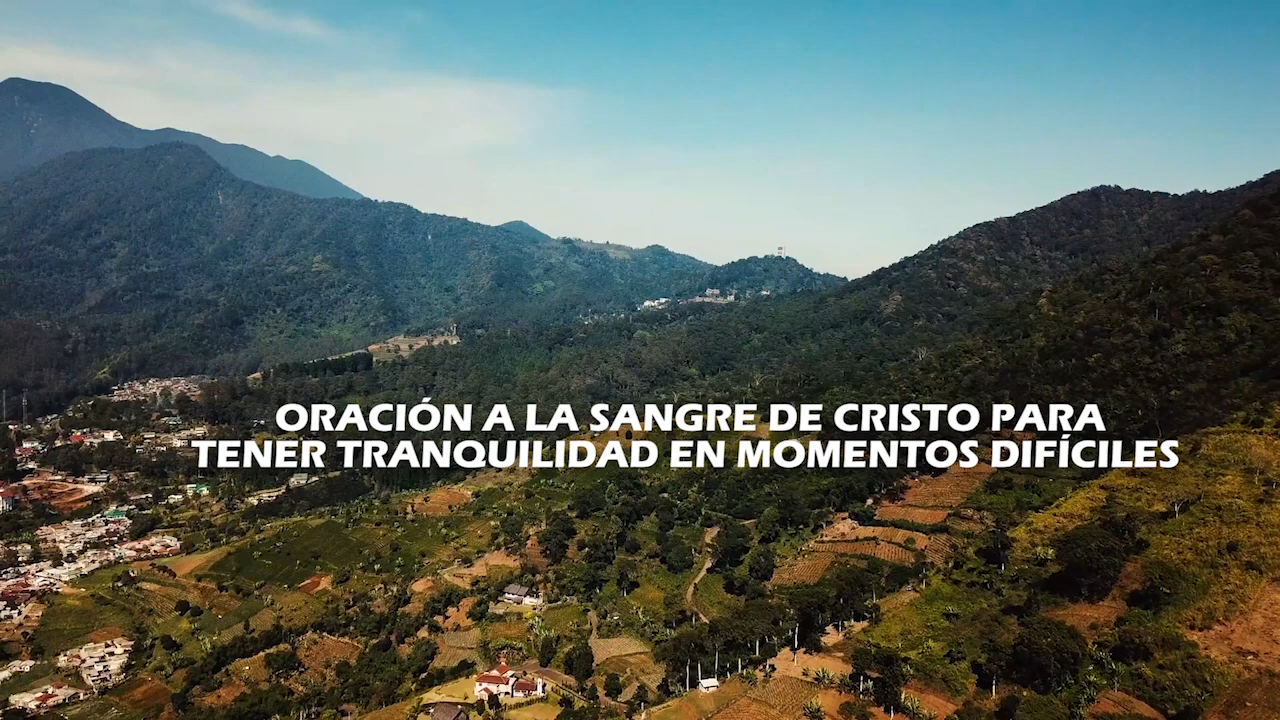 ORACIÓN A LA SANGRE DE CRISTO PARA
TENER TRANQUILIDAD EN MOMENTOS DIFÍCILES